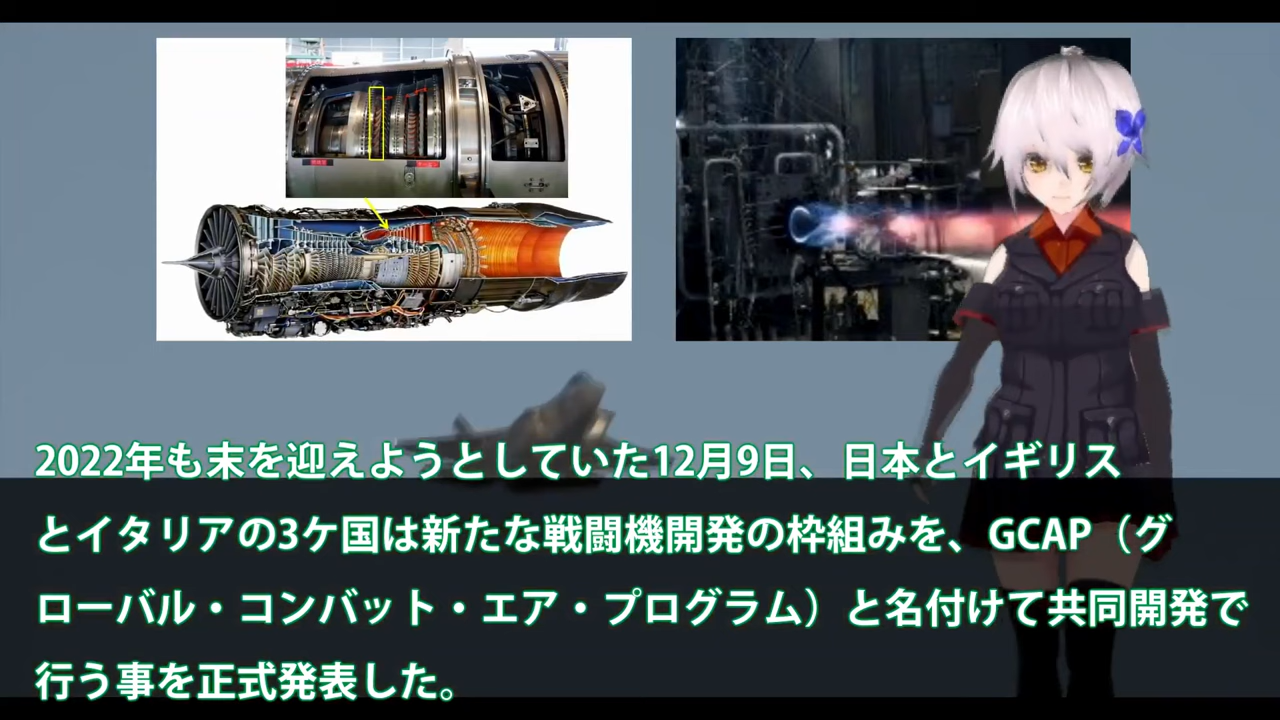 2022年も末を迎えようとしていた12月9日、日本とイギリス
とイタリアの3ケ国は新たな戦闘機開発の枠組みを、GCAP（グ
ローバル・コンバット・エア・プログラム）と名付けて共同開発で
行う事を正式発表した。